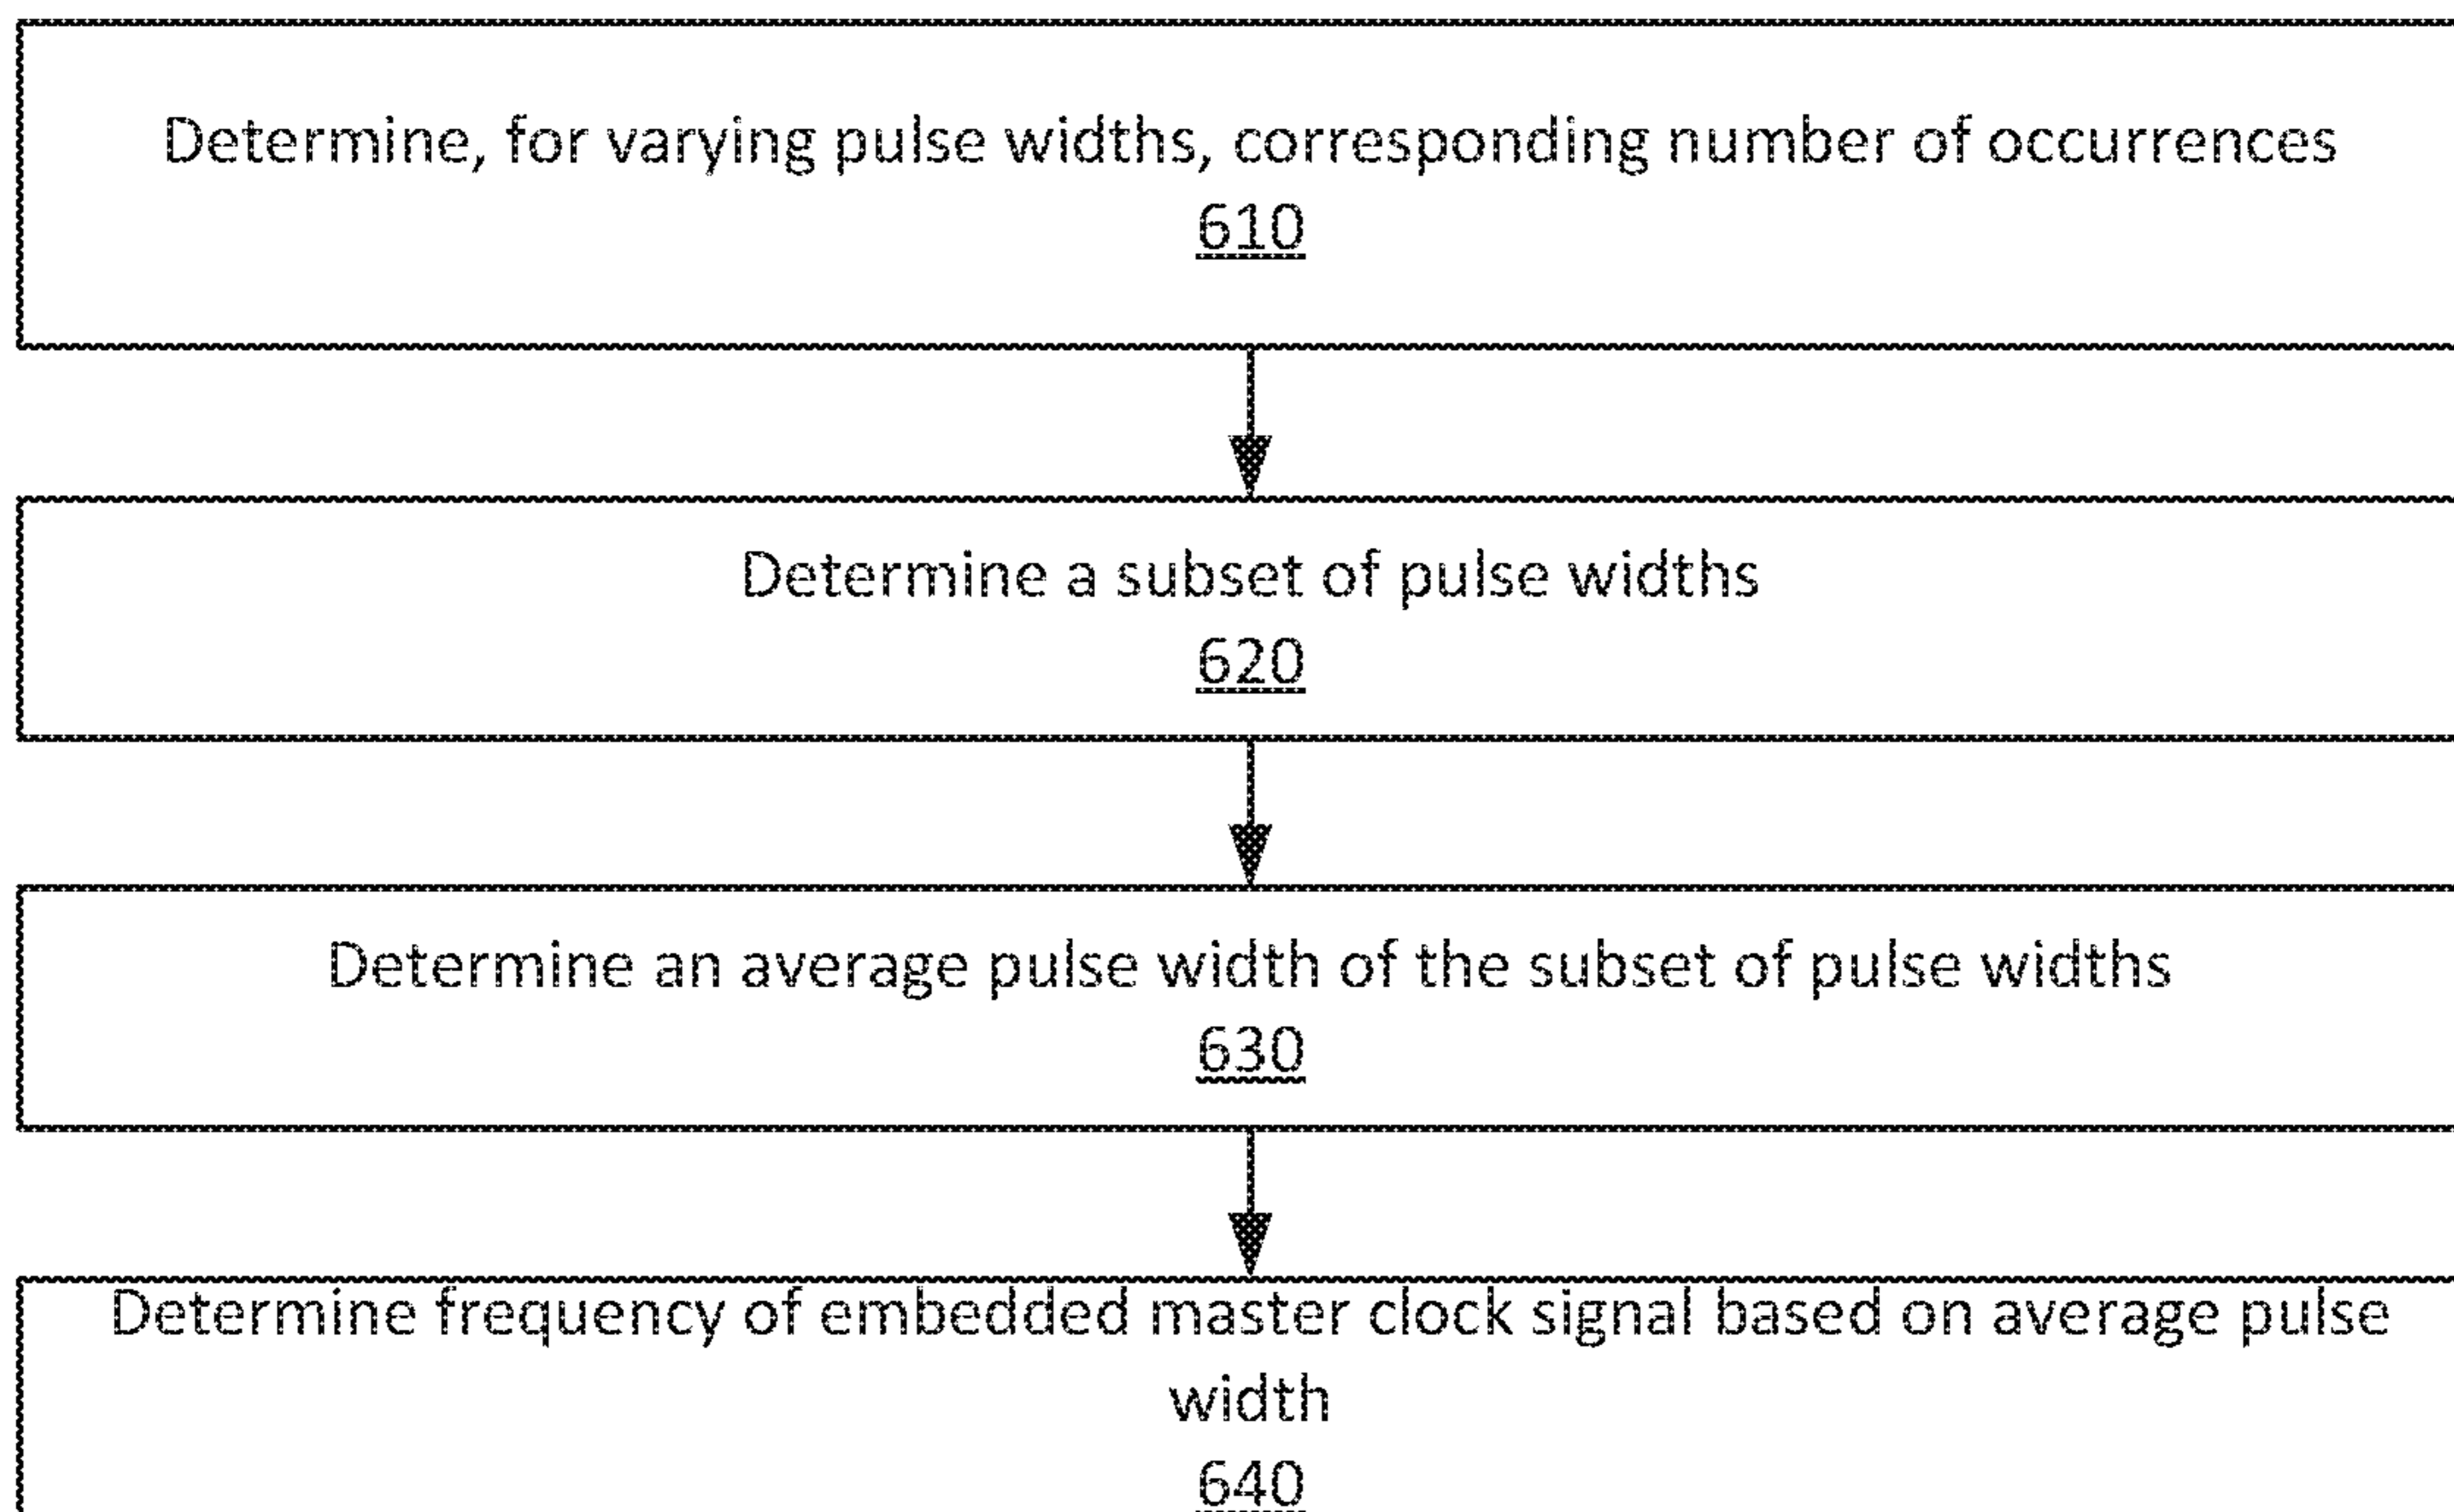 Determine, for varying pulse widths, corresponding number of occurrences
610
Determine a subset of pulse widths
620
Determine an average pulse width of the subset of pulse widths
630
Determine frequency of embedded master clock signal based on average pulse
width
640